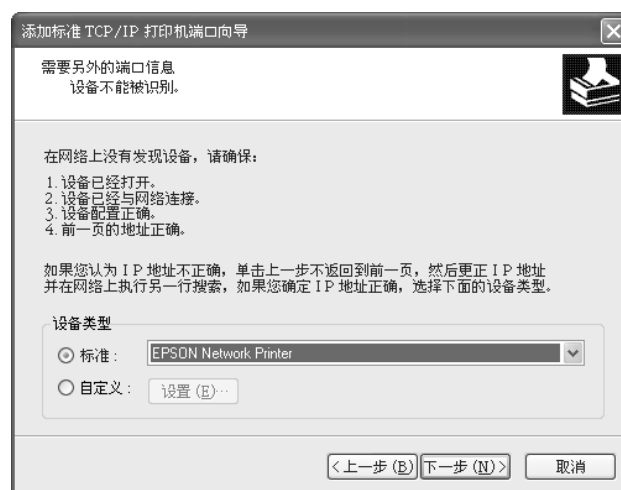 添加标准 TCP/IP 打印机端口向导
需要另外的端口信息
设备不能被识别。
在网络上没有发现设备，请确保：
1. 设备已经打开。
2. 设备已经与网络连接。
3. 设备配置正确。
4. 前一页的地址正确。
如果您认为 IP 地址不正确，单击上一步不返回到前一页，然后更正 IP 地址
并在网络上执行另一行搜索，如果您确定 IP 地址正确，选择下面的设备类型。
设备类型
标准： EPSON Network Printer
自定义： 设置 (E)…
<上一步 (B) 下一步 (N)> 取消